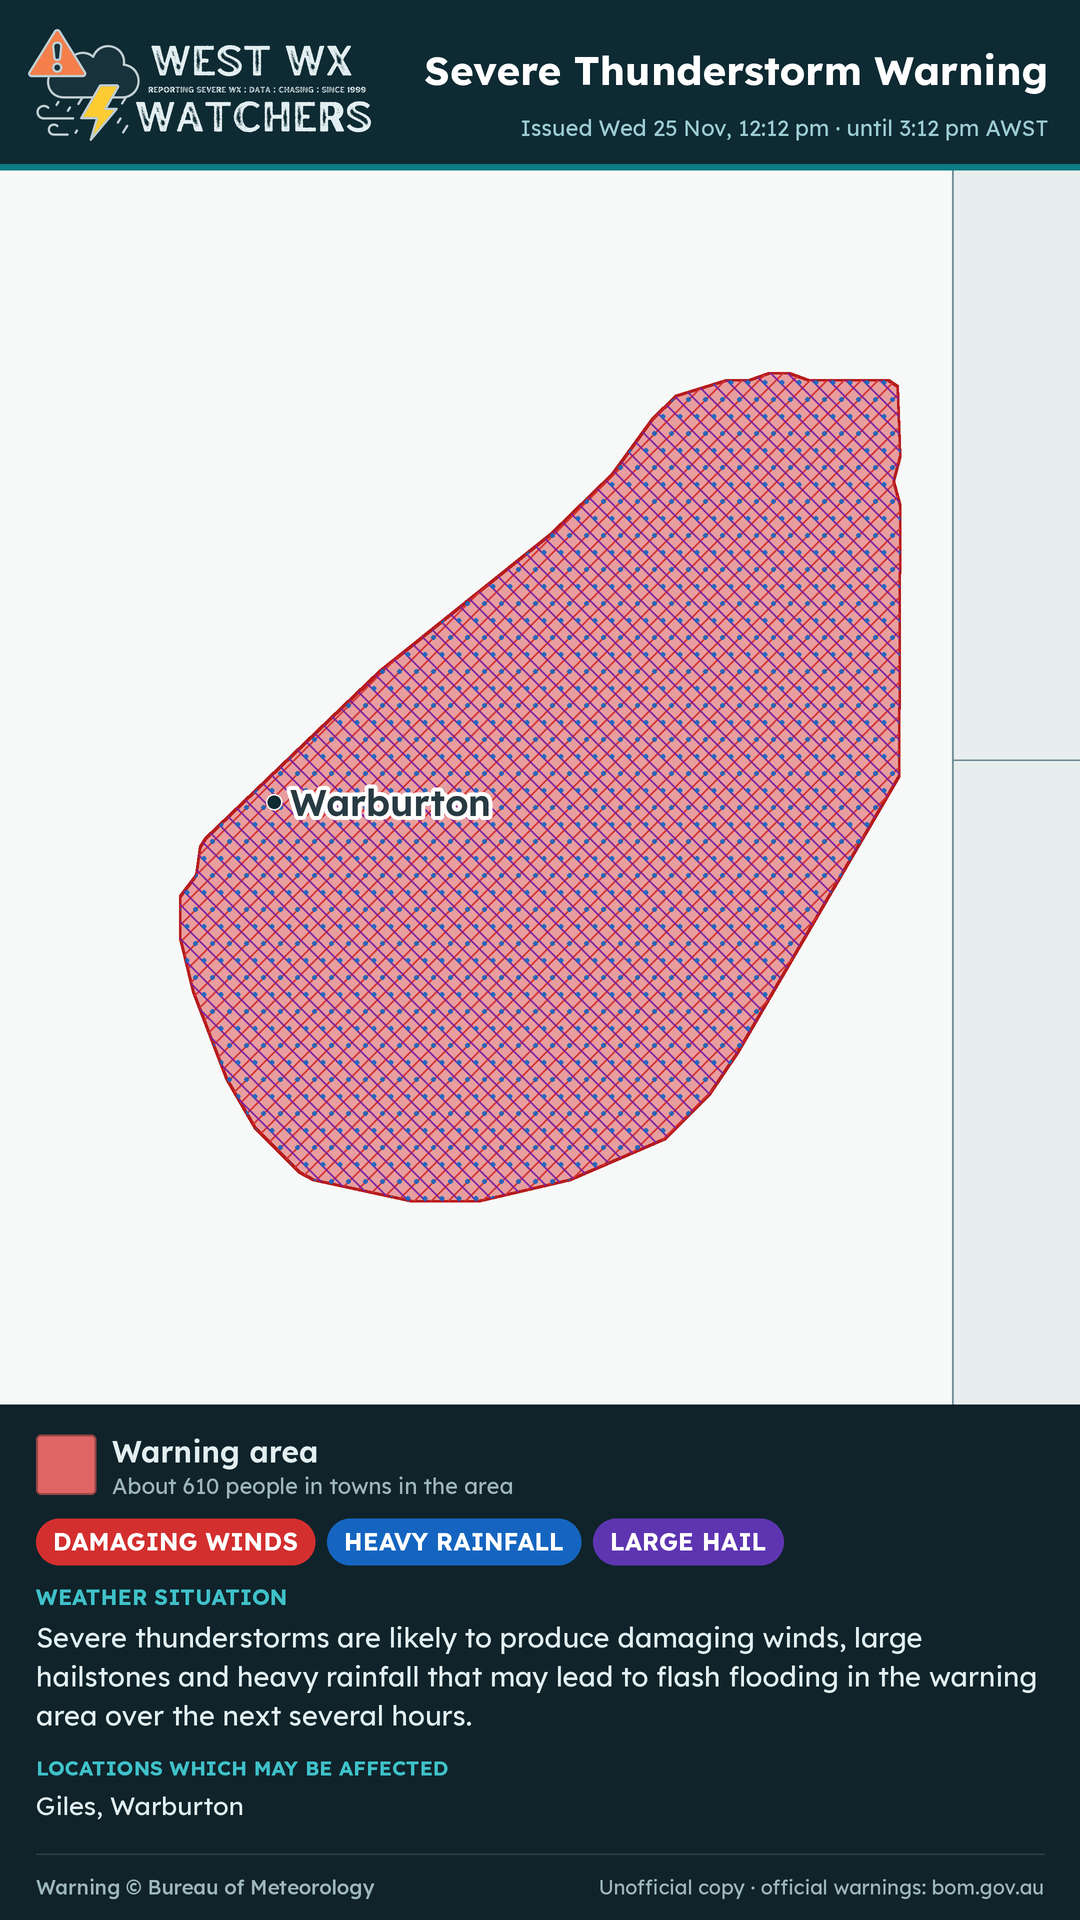 WEST WX
REPORTING SEVERE WX : DATA : CHASING : SINCE 1999
WATCHERS
Severe Thunderstorm Warning
Issued Wed 25 Nov, 12:12 pm · until 3:12 pm AWST
Warburton
Warning area
About 610 people in towns in the area
DAMAGING WINDS
HEAVY RAINFALL
LARGE HAIL
WEATHER SITUATION
Severe thunderstorms are likely to produce damaging winds, large
hailstones and heavy rainfall that may lead to flash flooding in the warning
area over the next several hours.
LOCATIONS WHICH MAY BE AFFECTED
Giles, Warburton
Warning © Bureau of Meteorology
Unofficial copy · official warnings: bom.gov.au